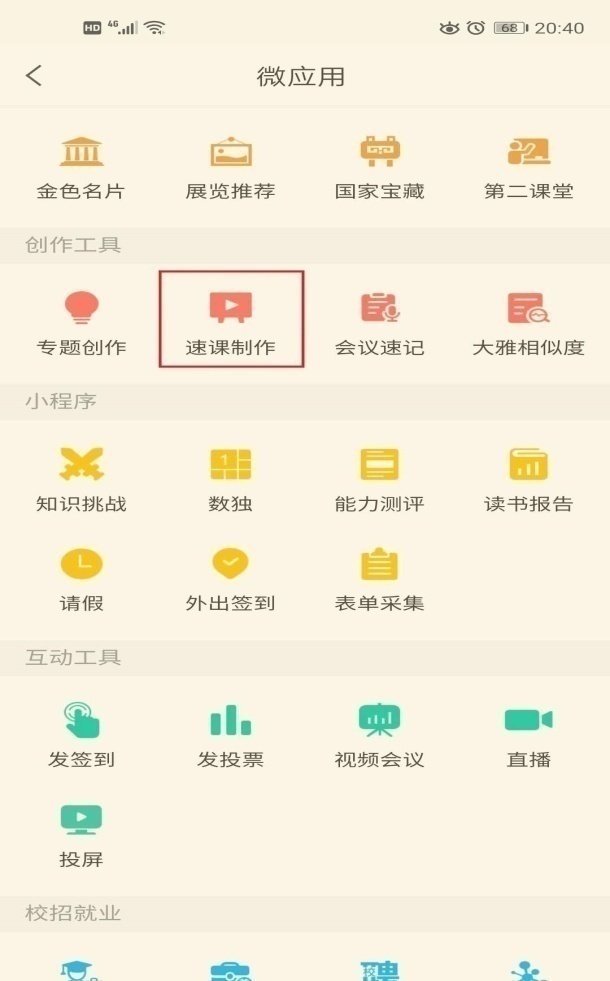 HD 4G 68 20:40
微应用
金色名片 展览推荐 国家宝藏 第二课堂
创作工具
专题创作 速课制作 会议速记 大雅相似度
小程序
1
知识挑战 数独 能力测评 读书报告
请假 外出签到 表单采集
互动工具
发签到 发投票 视频会议 直播
投屏
校招就业
校聘